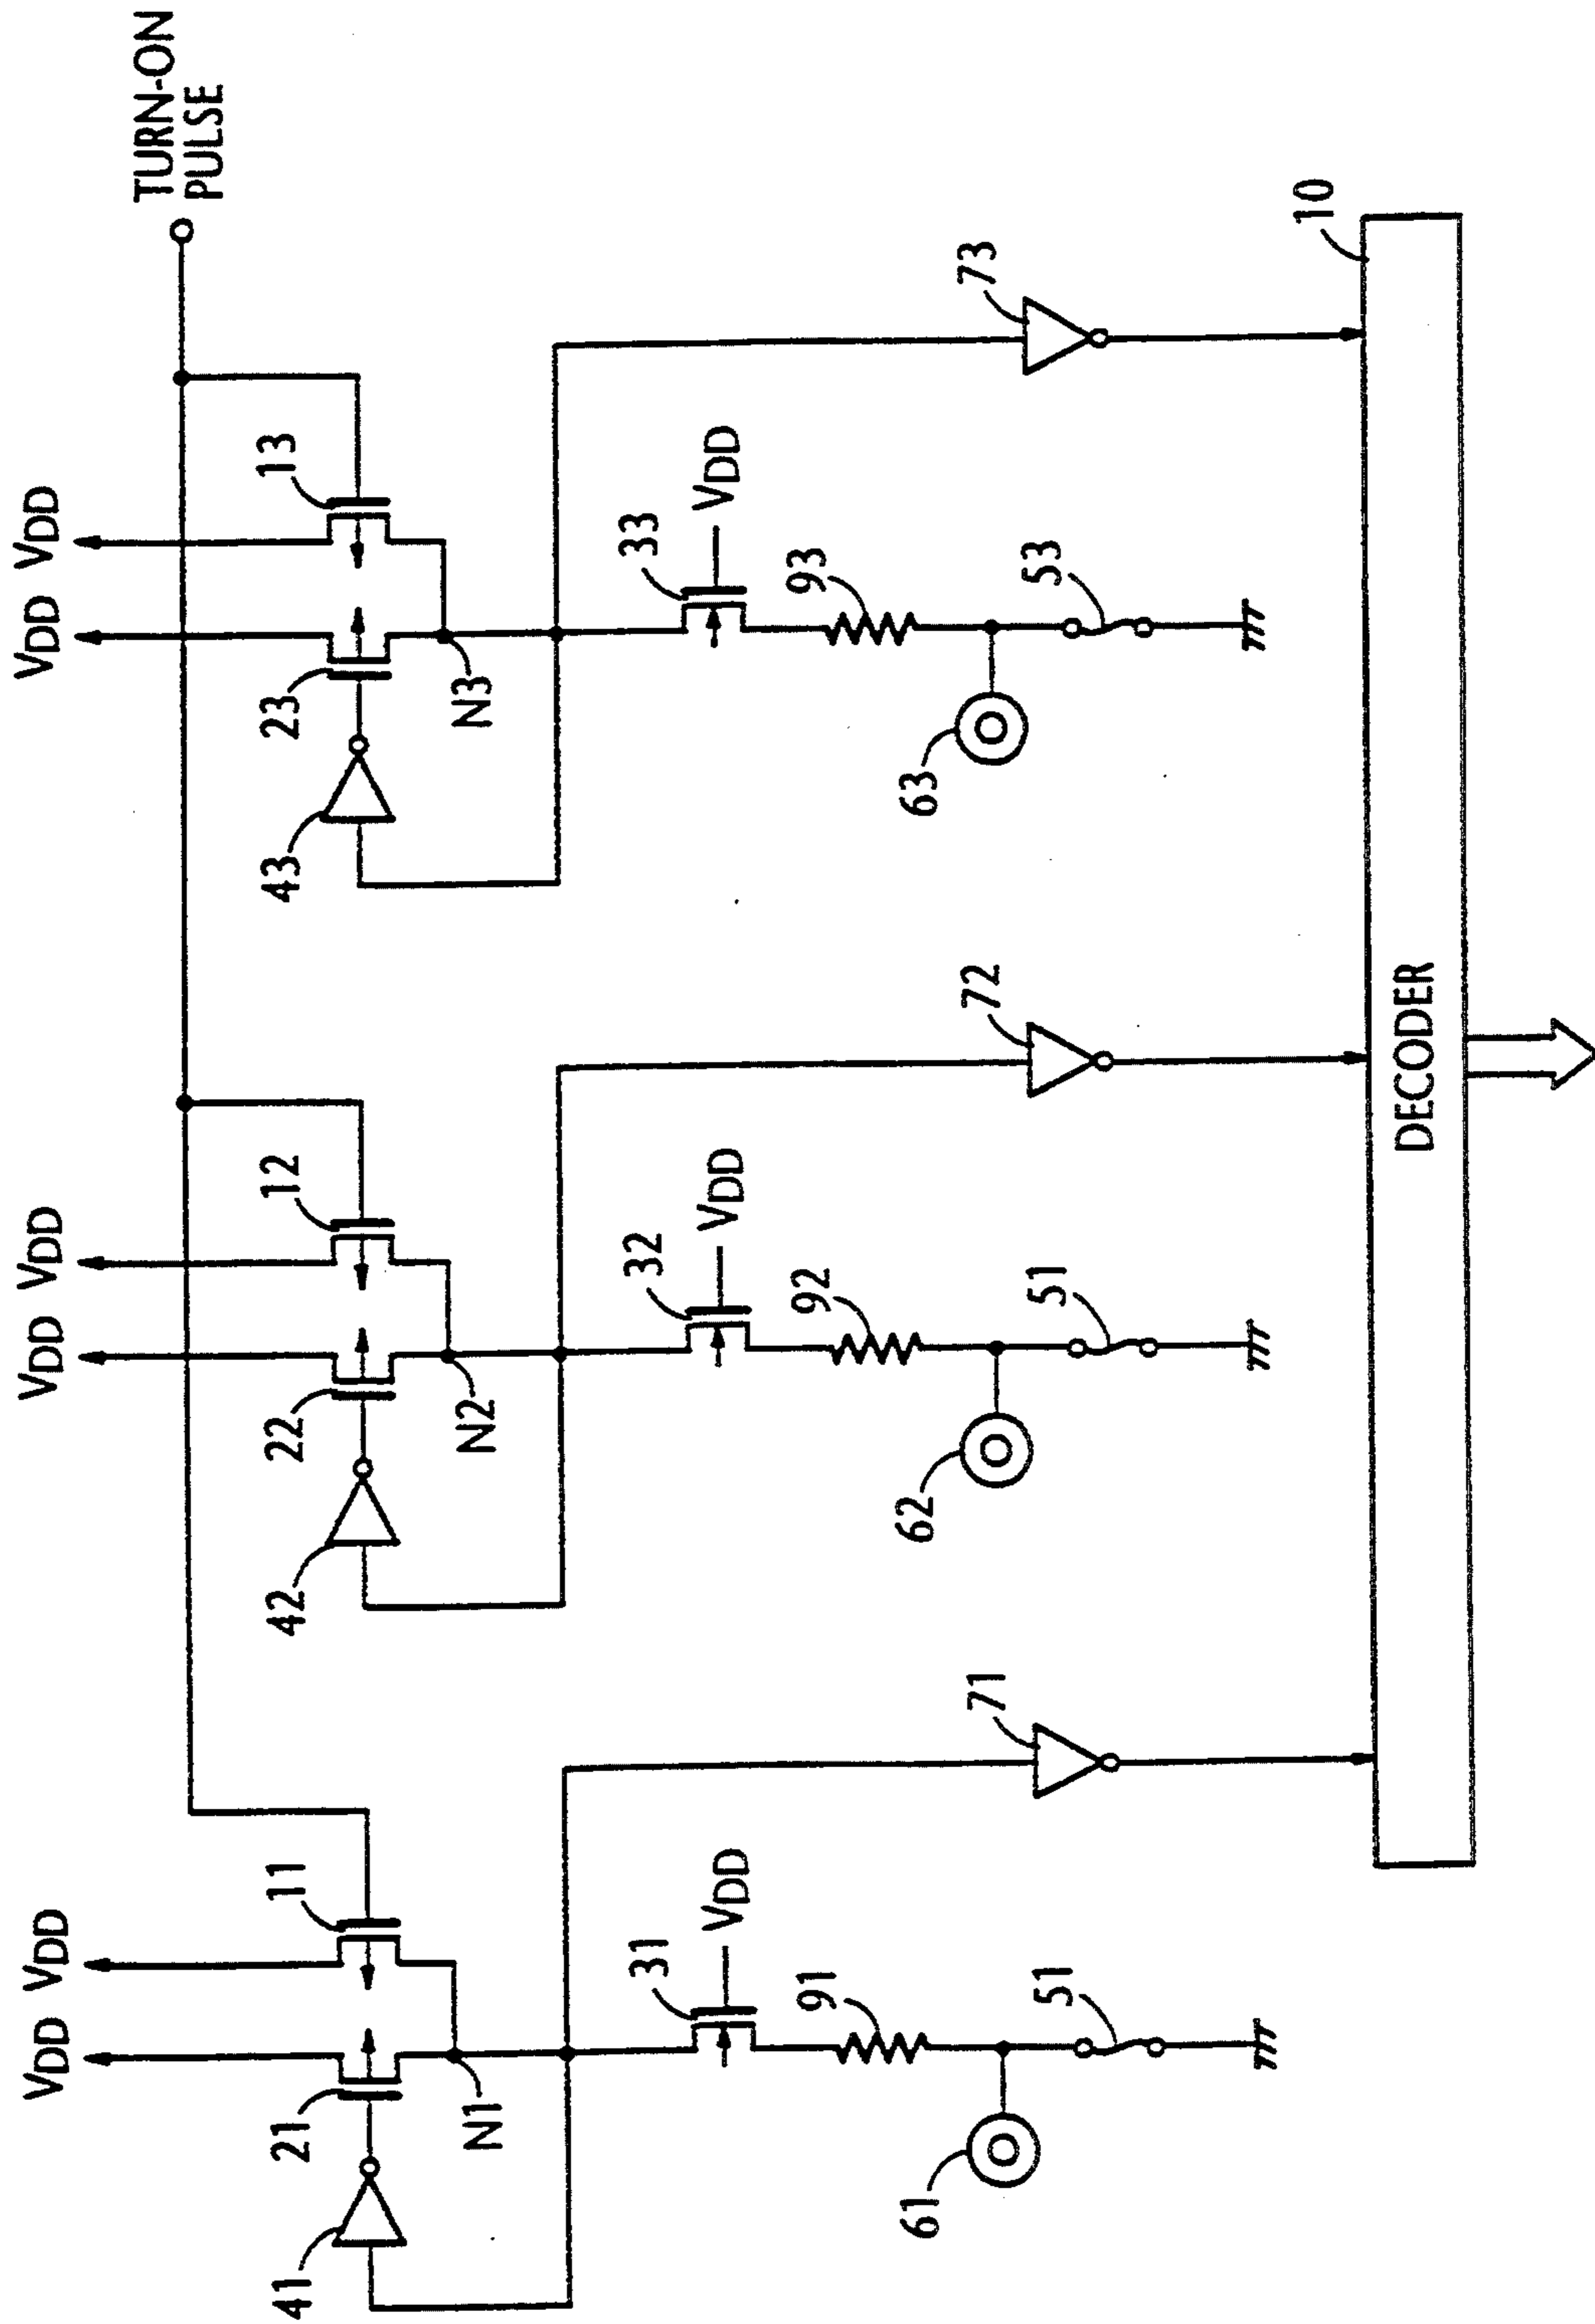 TURN-ON
PULSE
VDD VDD
VDD VDD
VDD VDD
21
11
22
12
23
13
41
42
43
N1
N2
N3
31
VDD
32
VDD
33
VDD
91
92
93
61
51
71
62
51
72
63
53
73
10
DECODER